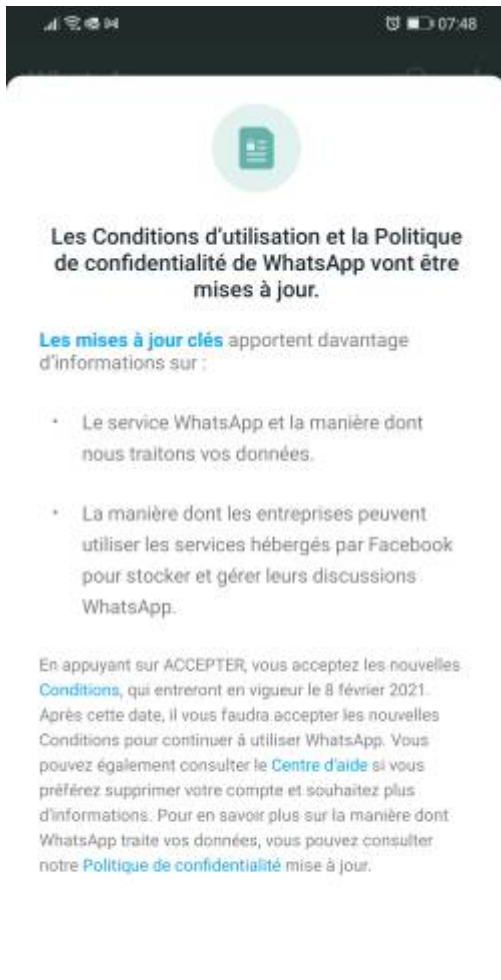 07:48
Les Conditions d'utilisation et la Politique
de confidentialité de WhatsApp vont être
mises à jour.
Les mises à jour clés apportent davantage
d'informations sur :
• Le service WhatsApp et la manière dont
nous traitons vos données.
• La manière dont les entreprises peuvent
utiliser les services hébergés par Facebook
pour stocker et gérer leurs discussions
WhatsApp.
En appuyant sur ACCEPTER, vous acceptez les nouvelles
Conditions, qui entreront en vigueur le 8 février 2021.
Après cette date, il vous faudra accepter les nouvelles
Conditions pour continuer à utiliser WhatsApp. Vous
pouvez également consulter le Centre d'aide si vous
préférez supprimer votre compte et souhaitez plus
d'informations. Pour en savoir plus sur la manière dont
WhatsApp traite vos données, vous pouvez consulter
notre Politique de confidentialité mise à jour.